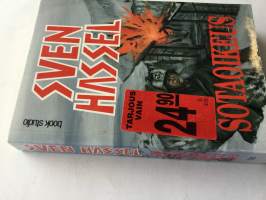 SVEN
HASSEL
book studio
TARJOUS
VAIN
24 90
SOTAOIKEUS
SVEN HASSEL